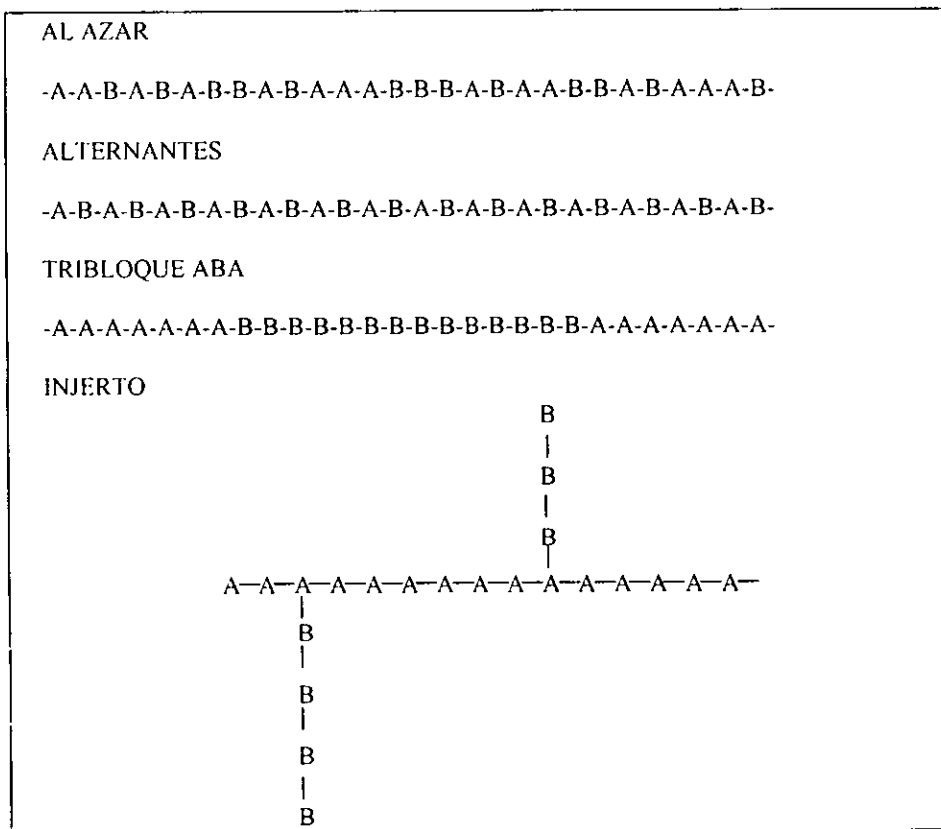 AL AZAR
-A-A-B-A-B-A-B-B-A-B-A-A-A-B-B-B-A-B-A-A-B-B-A-B-A-A-A-B-
ALTERNANTES
-A-B-A-B-A-B-A-B-A-B-A-B-A-B-A-B-A-B-A-B-A-B-A-B-A-B-A-B-
TRIBLOQUE ABA
-A-A-A-A-A-A-A-B-B-B-B-B-B-B-B-B-B-B-B-B-B-A-A-A-A-A-A-A-
INJERTO
B
B
B
A-A-A-A-A-A-A-A-A-A-A-A-A-A-A-
B
B
B
B